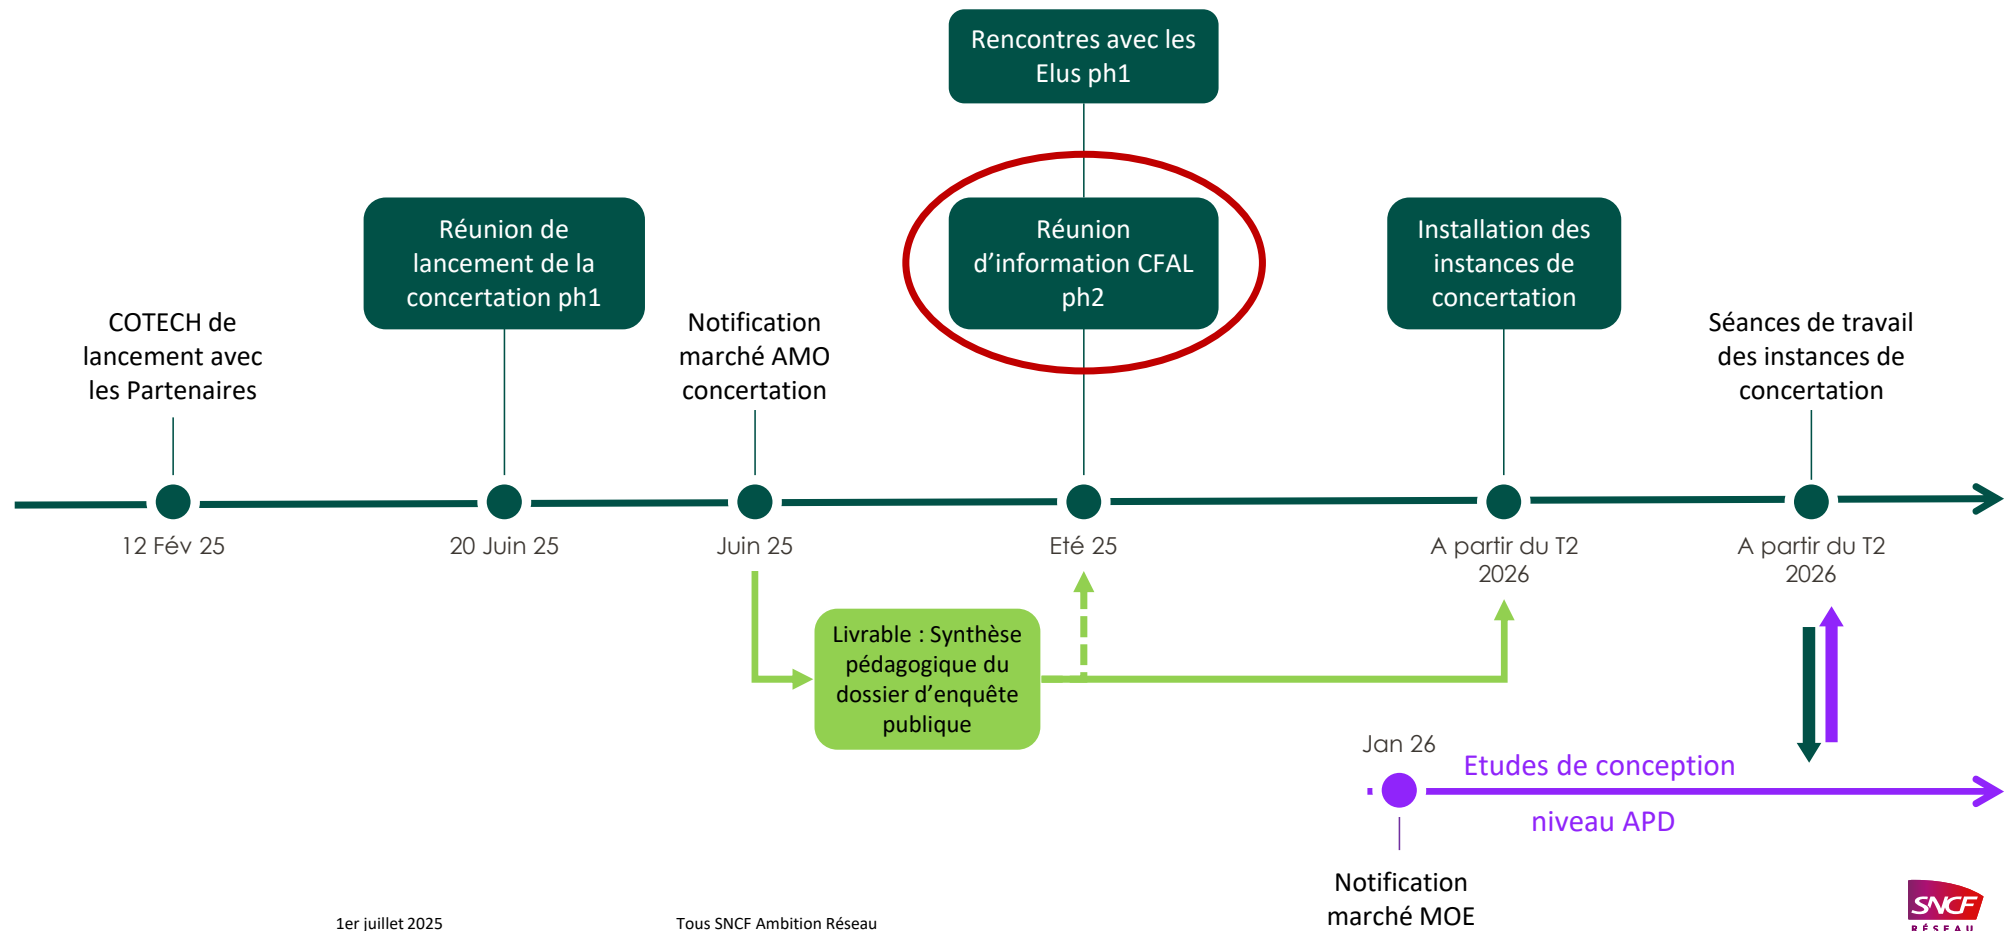 Rencontres avec les
Elus ph1
Réunion de
lancement de la
concertation ph1
Réunion
d’information CFAL
ph2
Installation des
instances de
concertation
COTECH de
lancement avec
les Partenaires
Notification
marché AMO
concertation
Séances de travail
des instances de
concertation
12 Fév 25
20 Juin 25
Juin 25
Eté 25
A partir du T2
2026
A partir du T2
2026
Livrable : Synthèse
pédagogique du
dossier d’enquête
publique
Jan 26
Etudes de conception
niveau APD
Notification
marché MOE
1er juillet 2025
Tous SNCF Ambition Réseau
SNCF
RÉSEAU